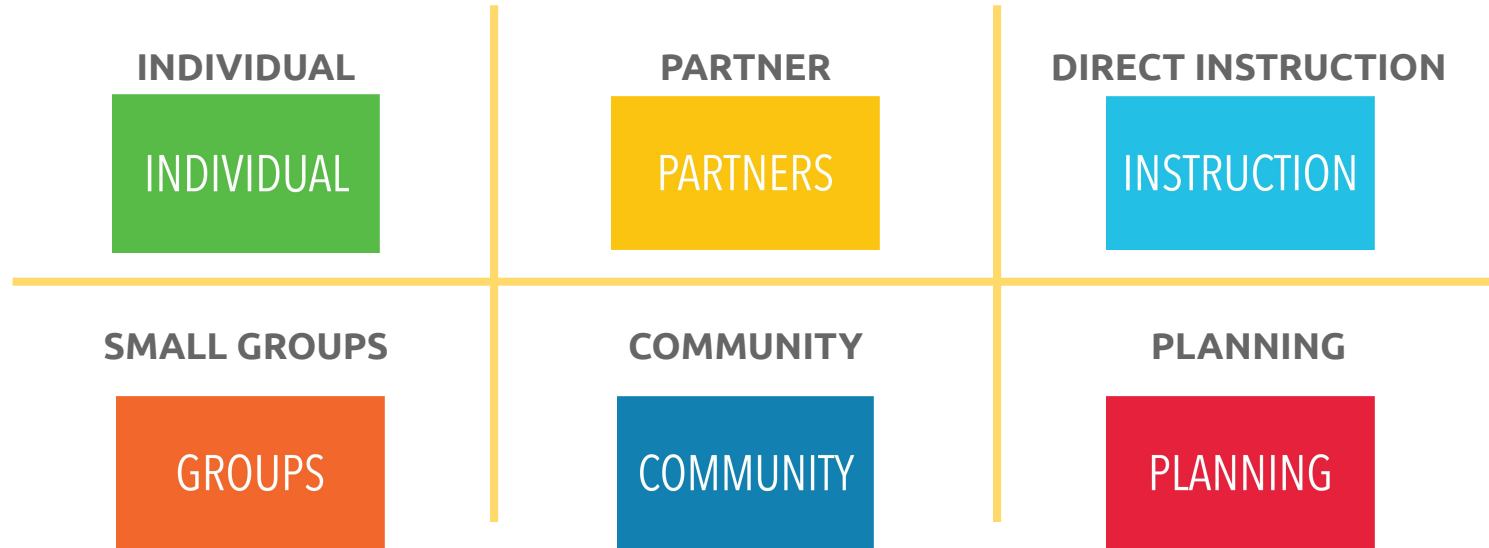 INDIVIDUAL
INDIVIDUAL
PARTNER
PARTNERS
DIRECT INSTRUCTION
INSTRUCTION
SMALL GROUPS
GROUPS
COMMUNITY
COMMUNITY
PLANNING
PLANNING